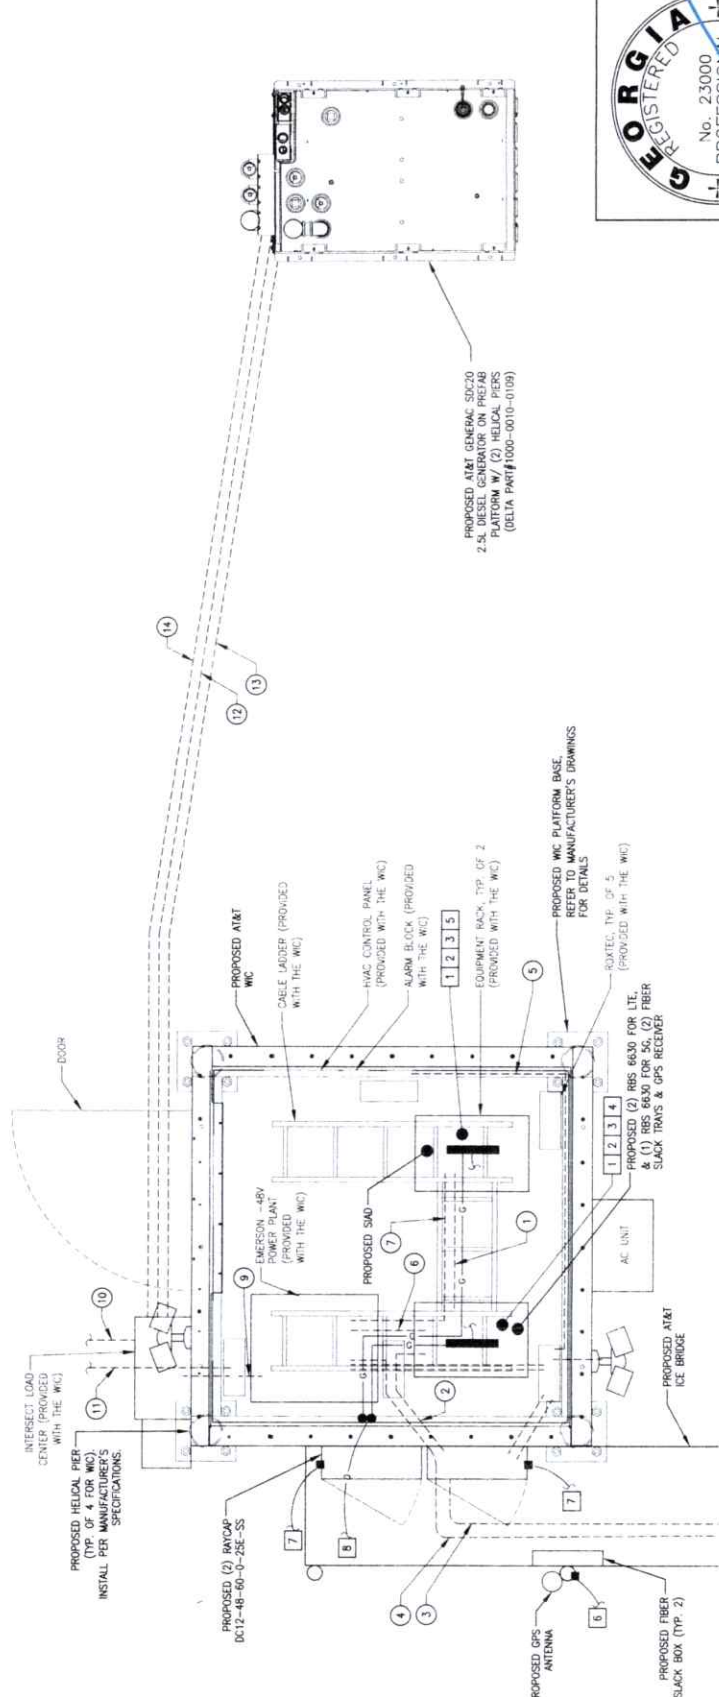 GEORGIA
REGISTERED
No. 23000
PROPOSED AT&T GENERAC SDC20
2.5L DIESEL GENERATOR ON PREFAB
PLATFORM W/ (2) HELICAL PIERS
(DELTA PART#1000-0010-0109)
14
12
13
DOOR
INTERSECT LOAD
CENTER (PROVIDED
WITH THE WIC)
10
11
PROPOSED HELICAL PIER
(TYP. OF 4 FOR WIC).
INSTALL PER MANUFACTURER'S
SPECIFICATIONS.
PROPOSED AT&T
WIC
CABLE LADDER (PROVIDED
WITH THE WIC)
HVAC CONTROL PANEL
(PROVIDED WITH THE WIC)
ALARM BLOCK (PROVIDED
WITH THE WIC)
1 2 3 5
EQUIPMENT RACK, TYP. OF 2
(PROVIDED WITH THE WIC)
5
PROPOSED WIC PLATFORM BASE,
REFER TO MANUFACTURER'S DRAWINGS
FOR DETAILS
ROXTEC, TYP. OF 5
(PROVIDED WITH THE WIC)
1 2 3 4
PROPOSED (2) RBS 6630 FOR LTE,
& (1) RBS 6630 FOR 5G, (2) FIBER
SLACK TRAYS & GPS RECEIVER
EMERSON -48V
POWER PLANT
(PROVIDED
WITH THE WIC)
9
PROPOSED SIAD
7
6
1
2
G
G
G
G
AC UNIT
PROPOSED AT&T
ICE BRIDGE
PROPOSED (2) RAYCAP
DC12-48-60-0-25E-SS
7
8
7
4
3
6
PROPOSED GPS
ANTENNA
PROPOSED FIBER
SLACK BOX (TYP. 2)